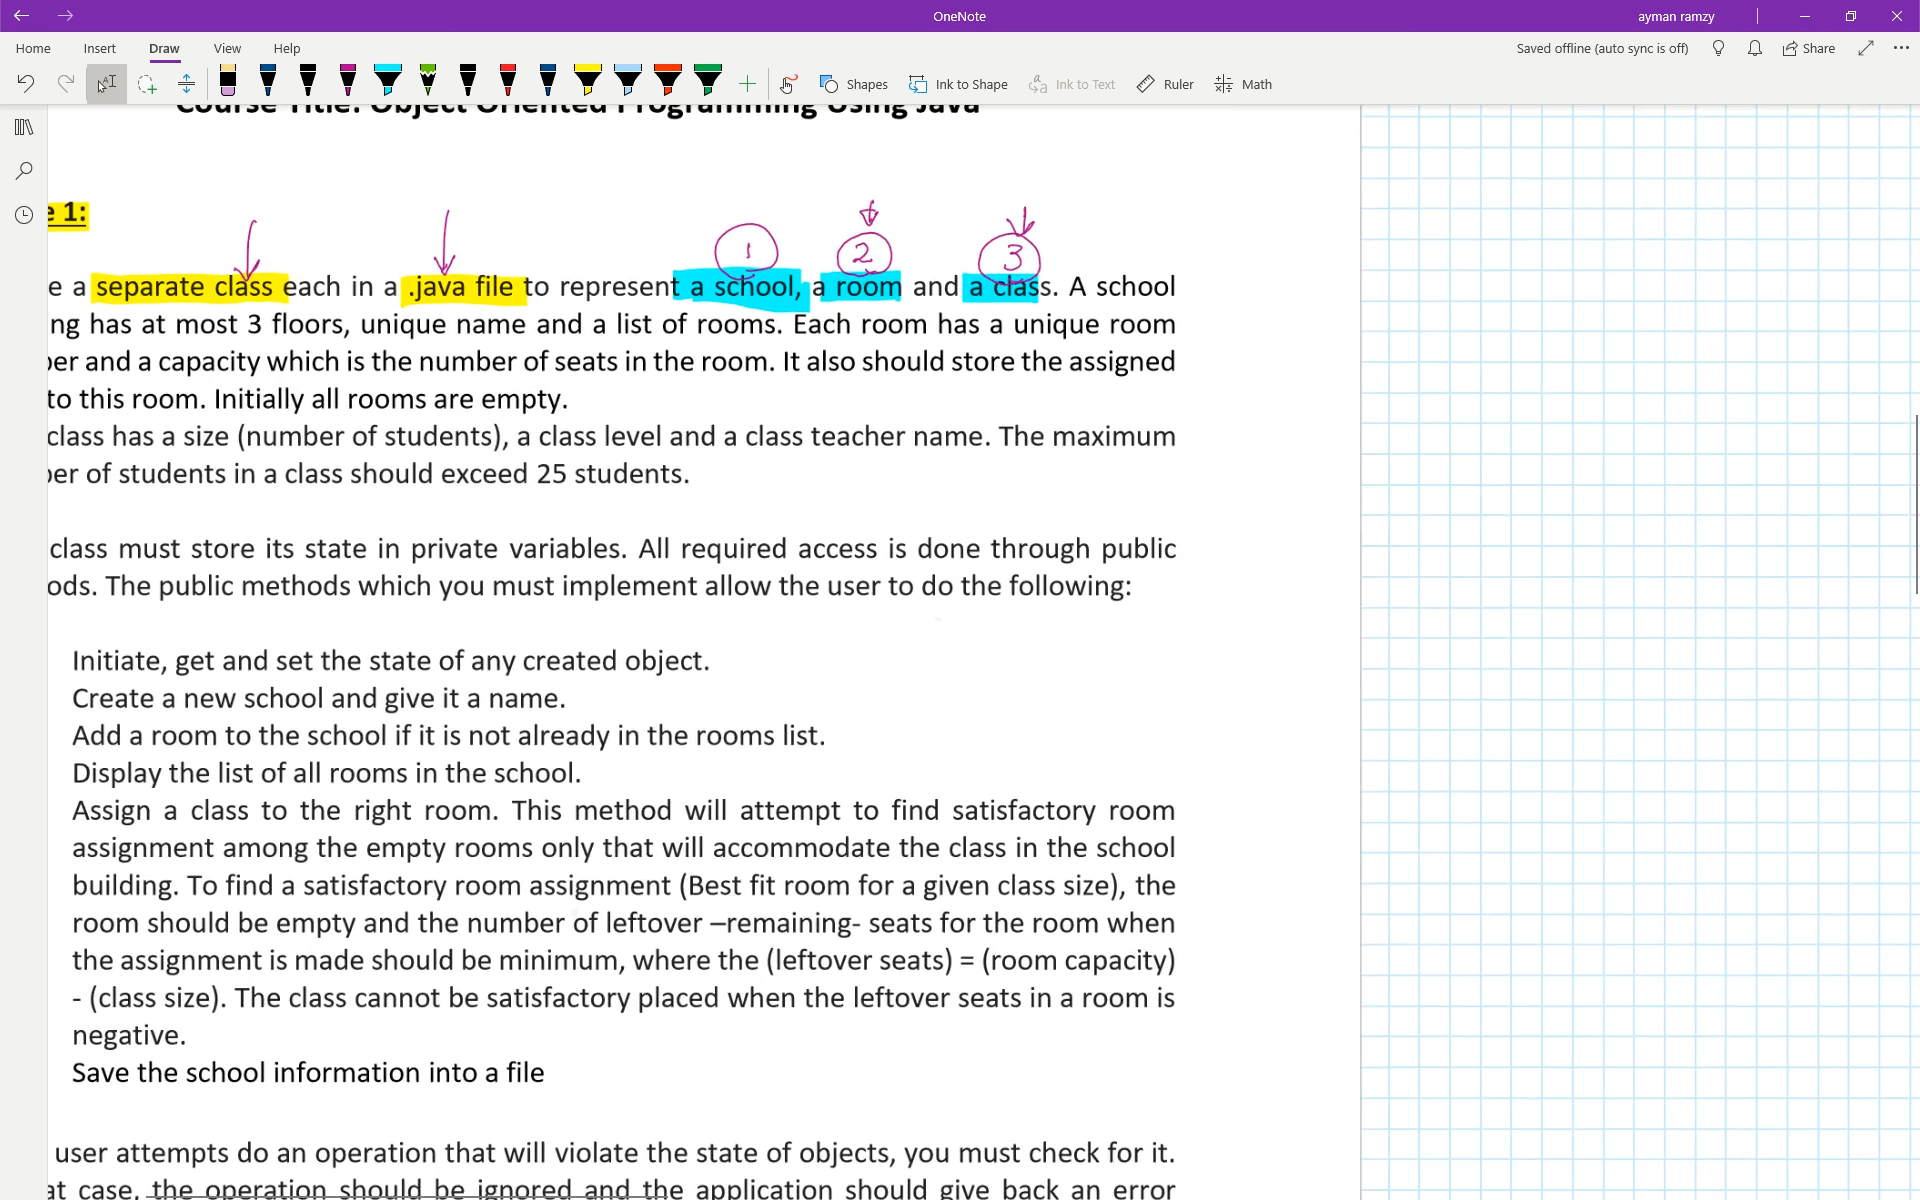 OneNote
ayman ramzy
Home Insert Draw View Help
Saved offline (auto sync is off) Share
Shapes Ink to Shape Ink to Text Ruler Math
Course Title: Object Oriented Programming Using Java
e 1:
1 2 3
e a separate class each in a .java file to represent a school, a room and a class. A school
ng has at most 3 floors, unique name and a list of rooms. Each room has a unique room
per and a capacity which is the number of seats in the room. It also should store the assigned
to this room. Initially all rooms are empty.
class has a size (number of students), a class level and a class teacher name. The maximum
per of students in a class should exceed 25 students.
class must store its state in private variables. All required access is done through public
ods. The public methods which you must implement allow the user to do the following:
Initiate, get and set the state of any created object.
Create a new school and give it a name.
Add a room to the school if it is not already in the rooms list.
Display the list of all rooms in the school.
Assign a class to the right room. This method will attempt to find satisfactory room
assignment among the empty rooms only that will accommodate the class in the school
building. To find a satisfactory room assignment (Best fit room for a given class size), the
room should be empty and the number of leftover –remaining- seats for the room when
the assignment is made should be minimum, where the (leftover seats) = (room capacity)
- (class size). The class cannot be satisfactory placed when the leftover seats in a room is
negative.
Save the school information into a file
user attempts do an operation that will violate the state of objects, you must check for it.
at case, the operation should be ignored and the application should give back an error